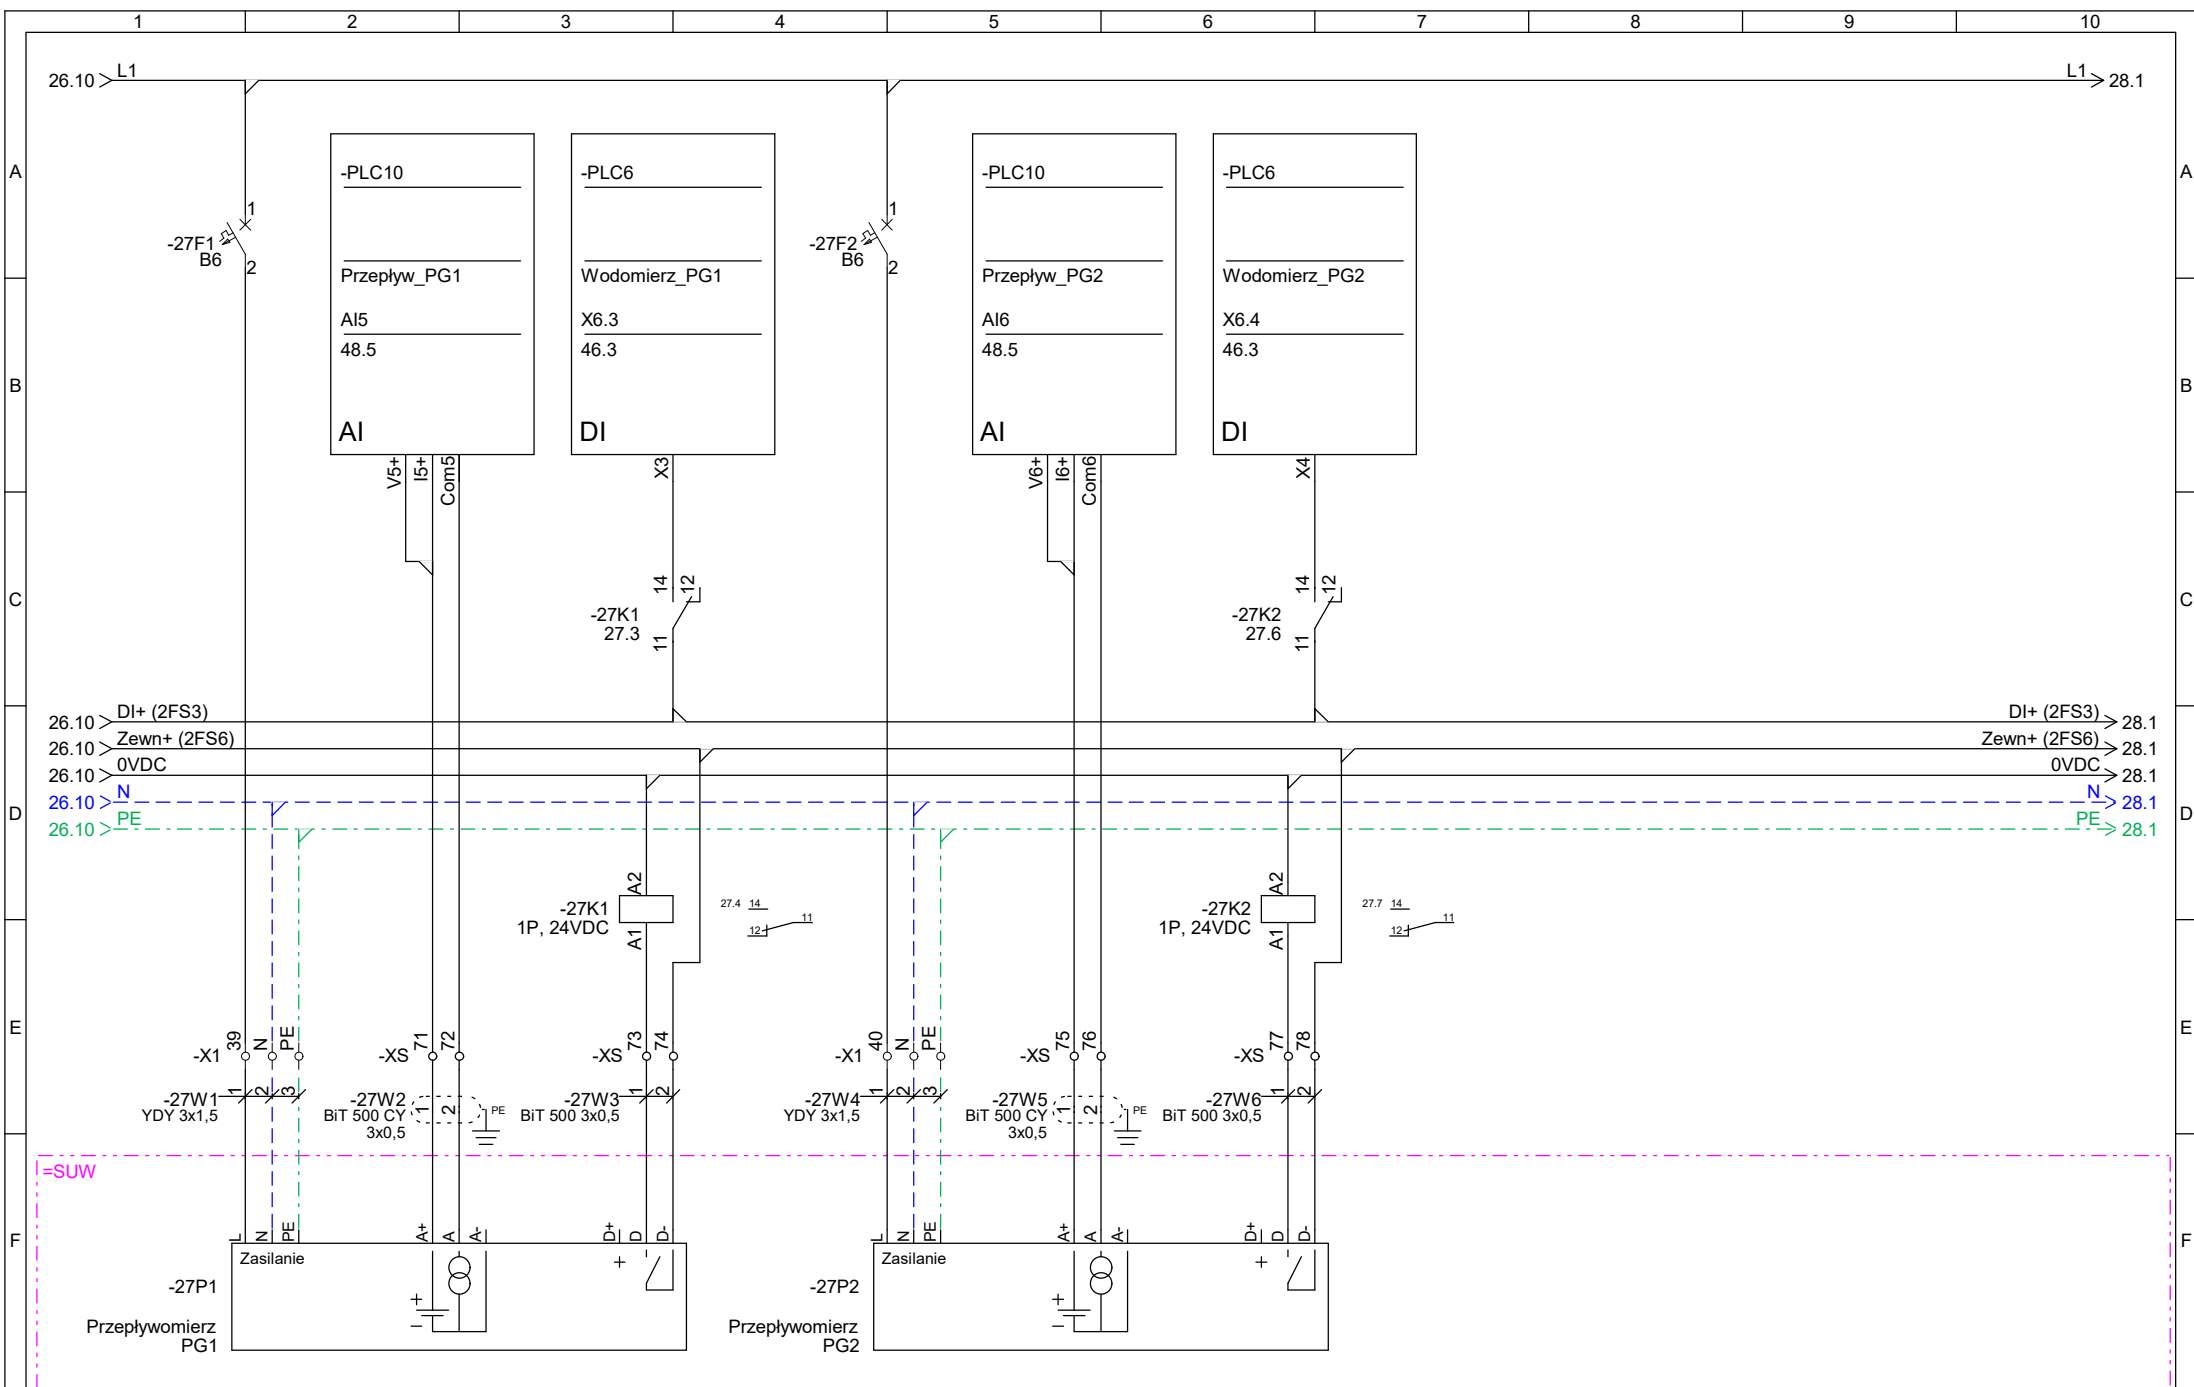 1 2 3 4 5 6 7 8 9 10
26.10 L1
L1 28.1
A
A
-PLC10
-PLC6
-PLC10
-PLC6
1
-27F1
B6
2
1
-27F2
B6
2
Przepływ_PG1
Wodomierz_PG1
Przepływ_PG2
Wodomierz_PG2
AI5
X6.3
AI6
X6.4
48.5
46.3
48.5
46.3
B
B
AI
DI
AI
DI
V5+ I5+ Com5
X3
V6+ I6+ Com6
X4
C
C
14 12
-27K1
27.3
11
14 12
-27K2
27.6
11
26.10 DI+ (2FS3)
DI+ (2FS3) 28.1
26.10 Zewn+ (2FS6)
Zewn+ (2FS6) 28.1
26.10 0VDC
0VDC 28.1
26.10 N
N 28.1
26.10 PE
PE 28.1
D
D
A2
-27K1
1P, 24VDC
A1
27.4 14
11
12
A2
-27K2
1P, 24VDC
A1
27.7 14
11
12
E
E
-X1 39 N PE
-XS 71 72
-XS 73 74
-X1 40 N PE
-XS 75 76
-XS 77 78
-27W1 1 2 3
YDY 3x1,5
-27W2 1 2 PE
BiT 500 CY
3x0,5
-27W3 1 2
BiT 500 3x0,5
-27W4 1 2 3
YDY 3x1,5
-27W5 1 2 PE
BiT 500 CY
3x0,5
-27W6 1 2
BiT 500 3x0,5
=SUW
F
F
L N PE A+ A A- D+ D D-
Zasilanie
+
-27P1
+
−
Przepływomierz
PG1
L N PE A+ A A- D+ D D-
Zasilanie
+
-27P2
+
−
Przepływomierz
PG2